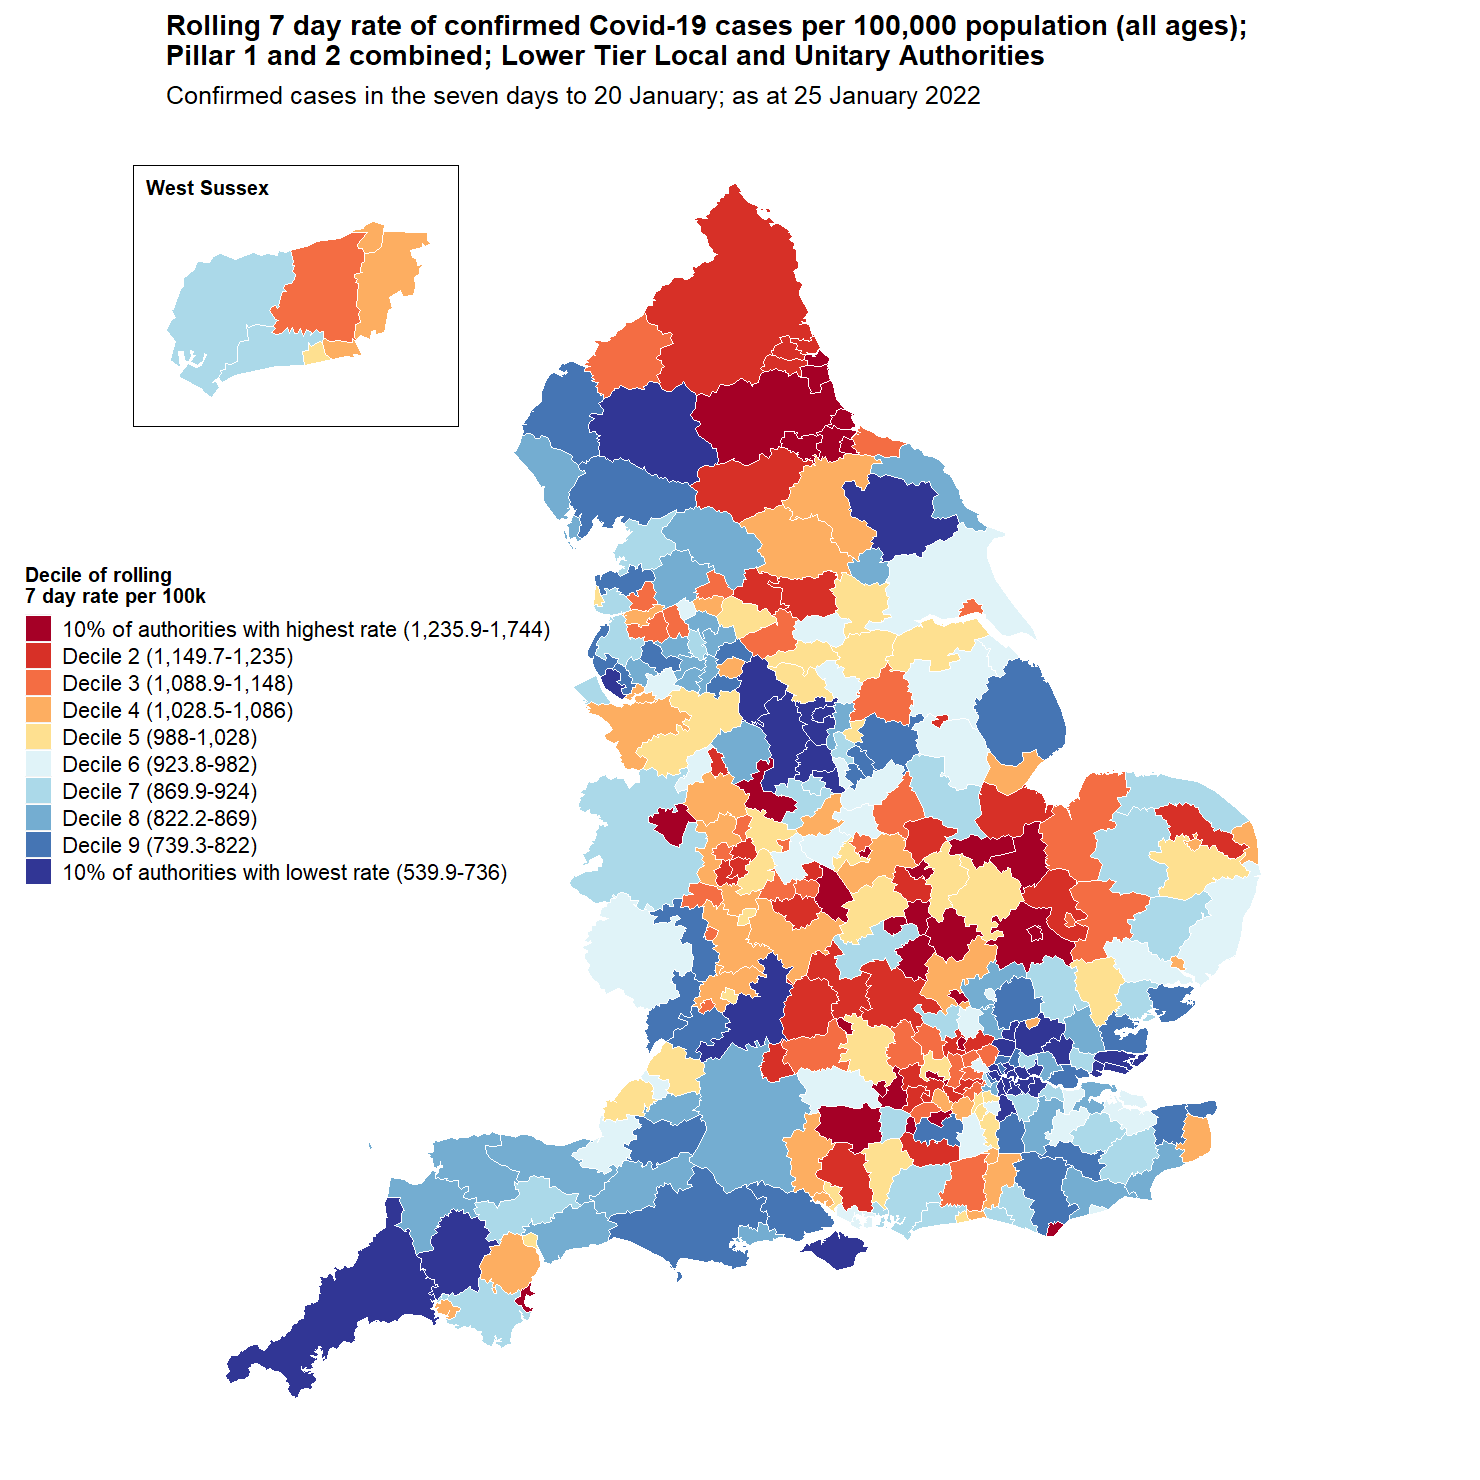 Rolling 7 day rate of confirmed Covid-19 cases per 100,000 population (all ages);
Pillar 1 and 2 combined; Lower Tier Local and Unitary Authorities
Confirmed cases in the seven days to 20 January; as at 25 January 2022
West Sussex
Decile of rolling
7 day rate per 100k
10% of authorities with highest rate (1,235.9-1,744)
Decile 2 (1,149.7-1,235)
Decile 3 (1,088.9-1,148)
Decile 4 (1,028.5-1,086)
Decile 5 (988-1,028)
Decile 6 (923.8-982)
Decile 7 (869.9-924)
Decile 8 (822.2-869)
Decile 9 (739.3-822)
10% of authorities with lowest rate (539.9-736)